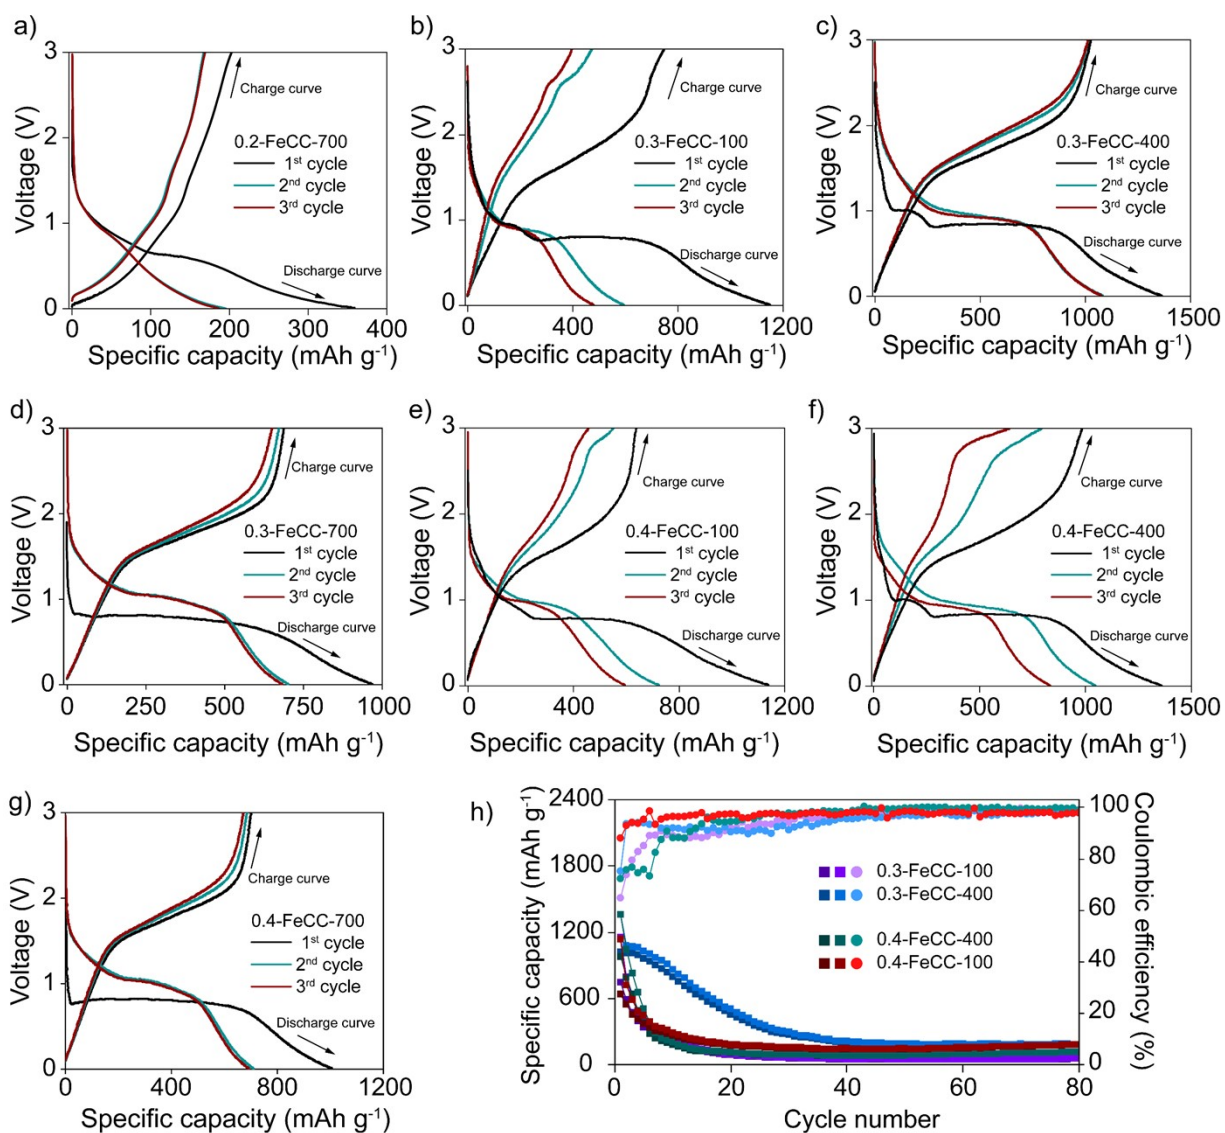 a)
Voltage (V)
3
2
1
0
Charge curve
0.2-FeCC-700
1st cycle
2nd cycle
3rd cycle
Discharge curve
0 100 200 300 400
Specific capacity (mAh g-1)
b)
Voltage (V)
3
2
1
0
Charge curve
0.3-FeCC-100
1st cycle
2nd cycle
3rd cycle
Discharge curve
0 400 800 1200
Specific capacity (mAh g-1)
c)
Voltage (V)
3
2
1
0
Charge curve
0.3-FeCC-400
1st cycle
2nd cycle
3rd cycle
Discharge curve
0 500 1000 1500
Specific capacity (mAh g-1)
d)
Voltage (V)
3
2
1
0
Charge curve
0.3-FeCC-700
1st cycle
2nd cycle
3rd cycle
Discharge curve
0 250 500 750 1000
Specific capacity (mAh g-1)
e)
Voltage (V)
3
2
1
0
Charge curve
0.4-FeCC-100
1st cycle
2nd cycle
3rd cycle
Discharge curve
0 400 800 1200
Specific capacity (mAh g-1)
f)
Voltage (V)
3
2
1
0
Charge curve
0.4-FeCC-400
1st cycle
2nd cycle
3rd cycle
Discharge curve
0 500 1000 1500
Specific capacity (mAh g-1)
g)
Voltage (V)
3
2
1
0
Charge curve
0.4-FeCC-700
1st cycle
2nd cycle
3rd cycle
Discharge curve
0 400 800 1200
Specific capacity (mAh g-1)
h)
Specific capacity (mAh g-1)
2400
1800
1200
600
0
0.3-FeCC-100
0.3-FeCC-400
0.4-FeCC-400
0.4-FeCC-100
100
80
60
40
20
0
Coulombic efficiency (%)
0 20 40 60 80
Cycle number